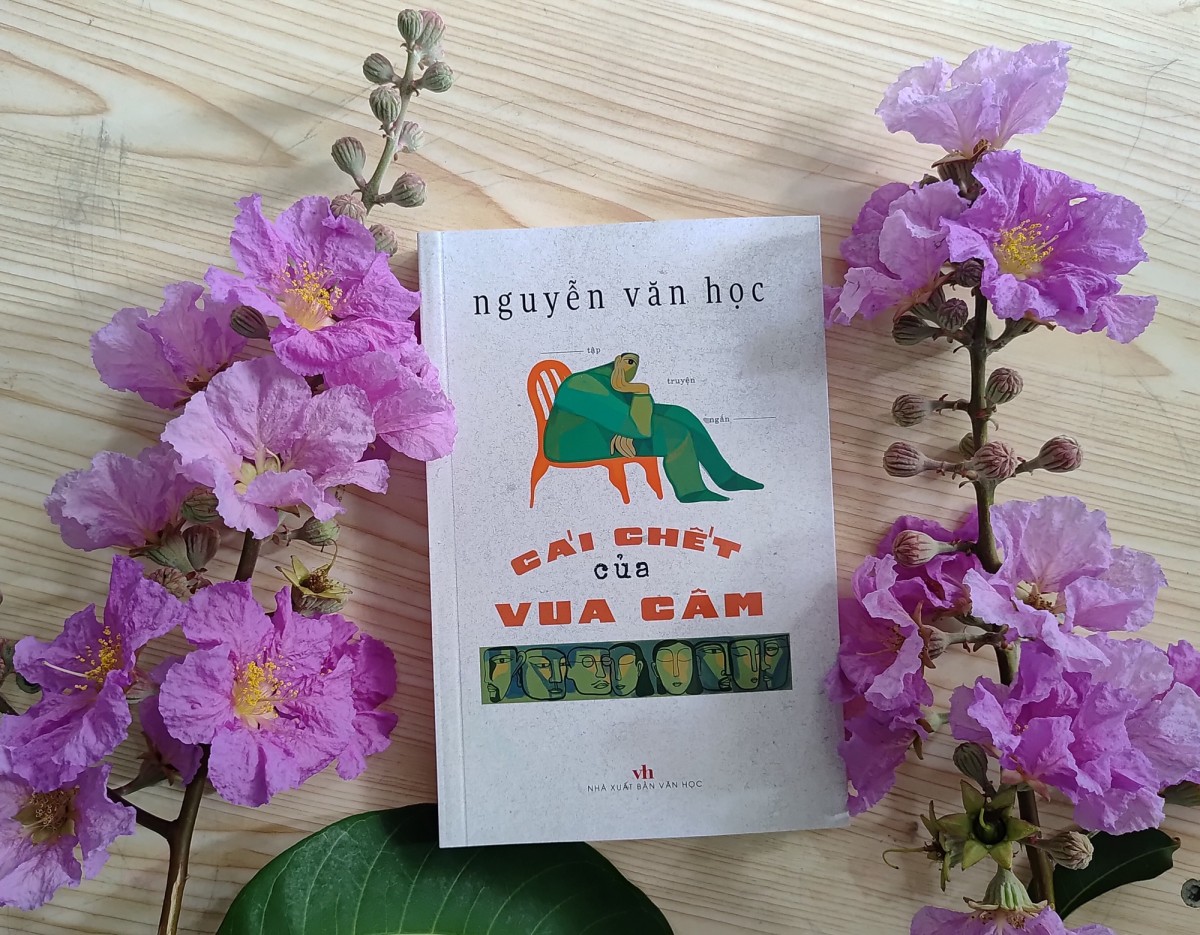 nguyễn văn học
tập
truyện
ngắn
CÁI CHẾT
của
VUA CÂM
vh
NHÀ XUẤT BẢN VĂN HỌC